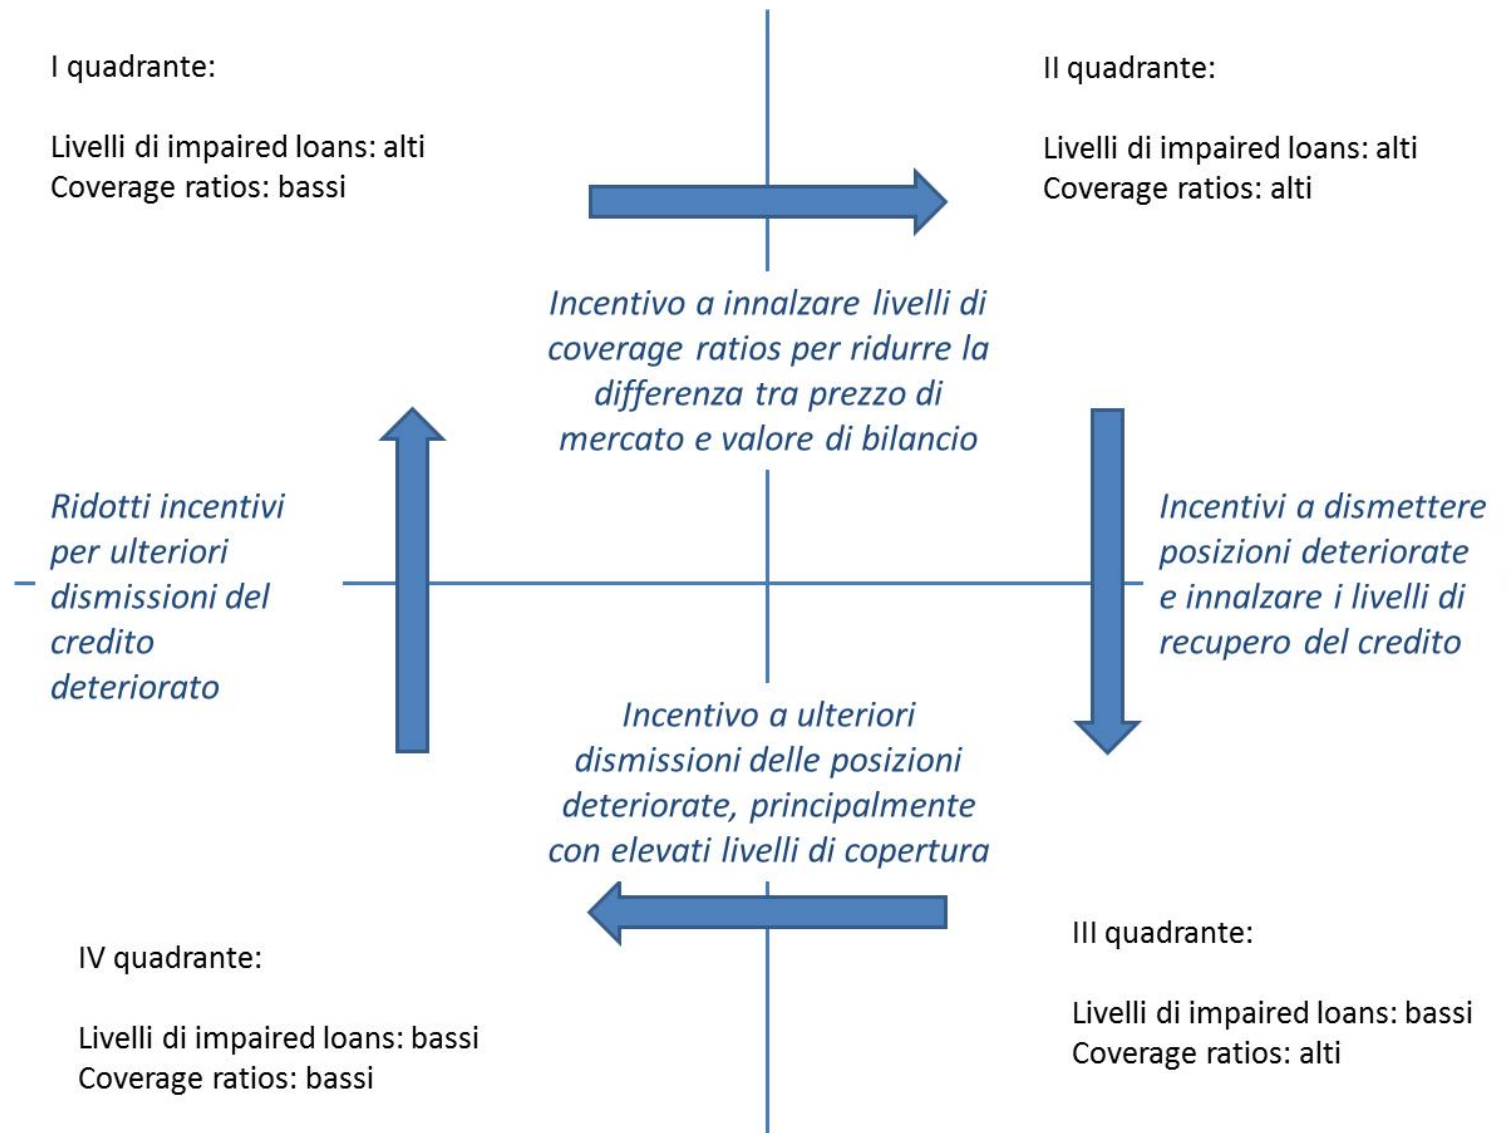 I quadrante:
Livelli di impaired loans: alti
Coverage ratios: bassi
II quadrante:
Livelli di impaired loans: alti
Coverage ratios: alti
Incentivo a innalzare livelli di
coverage ratios per ridurre la
differenza tra prezzo di
mercato e valore di bilancio
Ridotti incentivi
per ulteriori
dismissioni del
credito
deteriorato
Incentivi a dismettere
posizioni deteriorate
e innalzare i livelli di
recupero del credito
Incentivo a ulteriori
dismissioni delle posizioni
deteriorate, principalmente
con elevati livelli di copertura
IV quadrante:
Livelli di impaired loans: bassi
Coverage ratios: bassi
III quadrante:
Livelli di impaired loans: bassi
Coverage ratios: alti